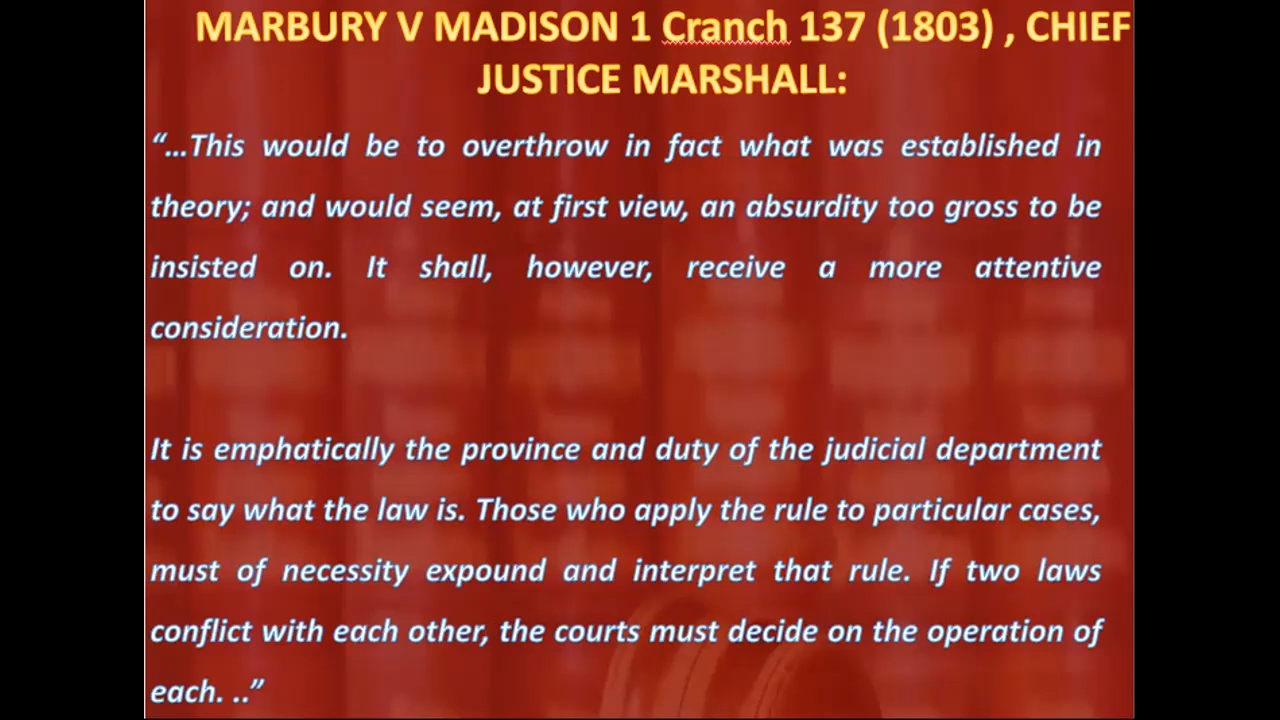 MARBURY V MADISON 1 Cranch 137 (1803) , CHIEF
JUSTICE MARSHALL:
“…This would be to overthrow in fact what was established in
theory; and would seem, at first view, an absurdity too gross to be
insisted on. It shall, however, receive a more attentive
consideration.
It is emphatically the province and duty of the judicial department
to say what the law is. Those who apply the rule to particular cases,
must of necessity expound and interpret that rule. If two laws
conflict with each other, the courts must decide on the operation of
each. ..”